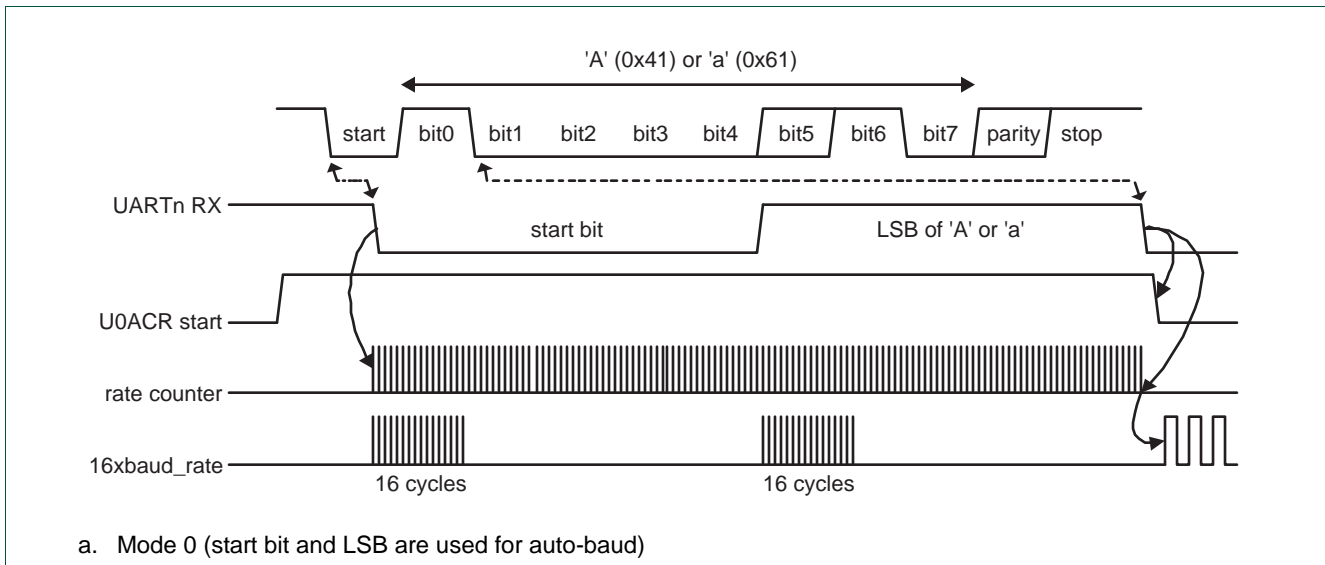 'A' (0x41) or 'a' (0x61)
start bit0 bit1 bit2 bit3 bit4 bit5 bit6 bit7 parity stop
UARTn RX
start bit LSB of 'A' or 'a'
U0ACR start
rate counter
16xbaud_rate
16 cycles 16 cycles
a. Mode 0 (start bit and LSB are used for auto-baud)